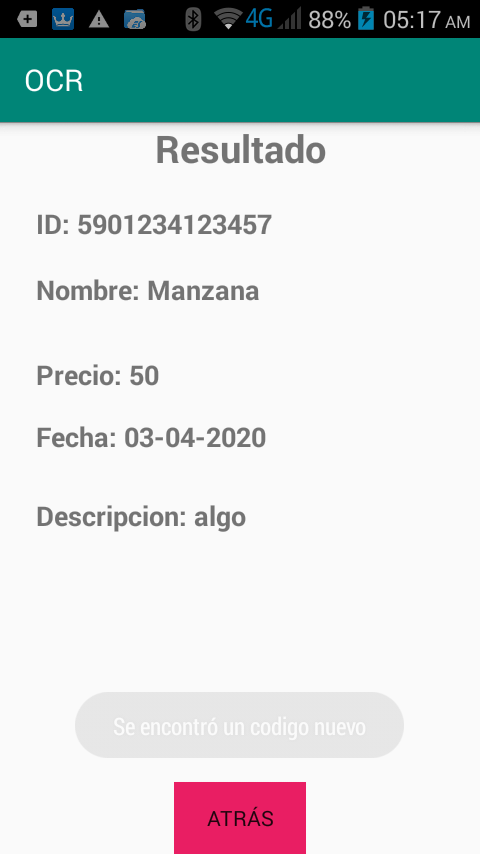 4G 88% 05:17 AM
OCR
Resultado
ID: 5901234123457
Nombre: Manzana
Precio: 50
Fecha: 03-04-2020
Descripcion: algo
Se encontró un codigo nuevo
ATRÁS